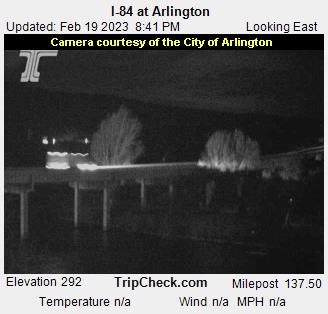 I-84 at Arlington
Updated: Feb 19 2023 8:41 PM Looking East
Camera courtesy of the City of Arlington
Elevation 292 TripCheck.com Milepost 137.50
Temperature n/a Wind n/a MPH n/a